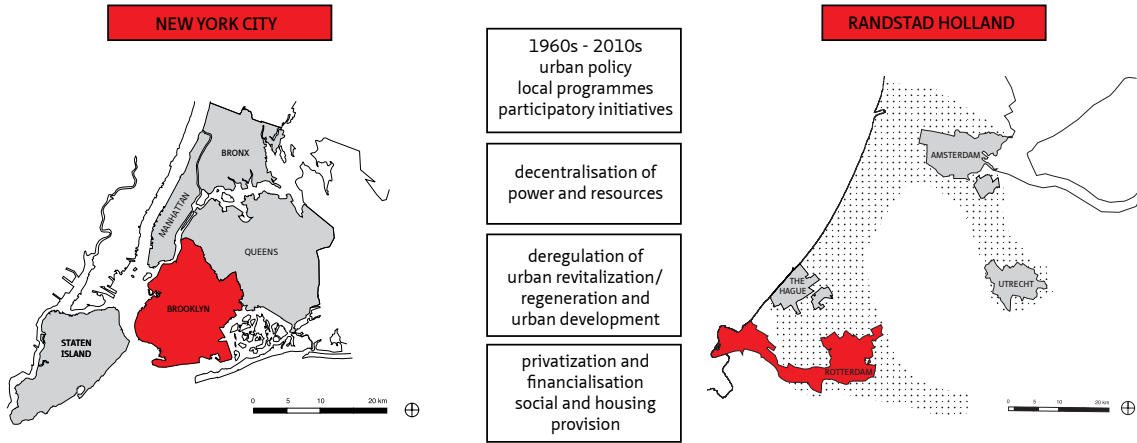 NEW YORK CITY
BRONX
MANHATTAN
QUEENS
BROOKLYN
STATEN
ISLAND
0 10 20 km
1960s - 2010s
urban policy
local programmes
participatory initiatives
decentralisation of
power and resources
deregulation of
urban revitalization/
regeneration and
urban development
privatization and
financialisation
social and housing
provision
RANDSTAD HOLLAND
AMSTERDAM
THE
HAGUE
UTRECHT
ROTTERDAM
0 10 20 km